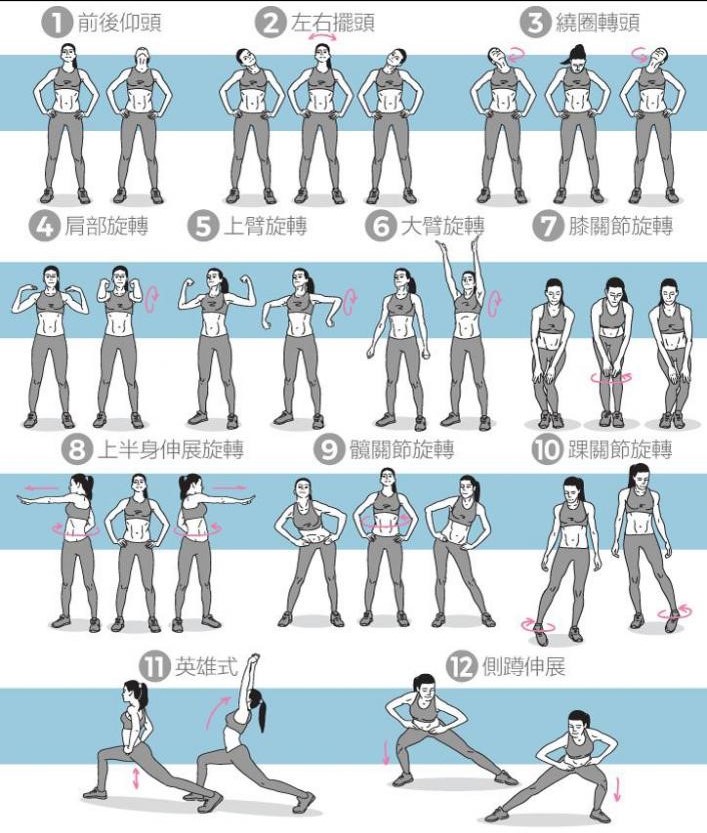 1 前後仰頭
2 左右擺頭
3 繞圈轉頭
4 肩部旋轉
5 上臂旋轉
6 大臂旋轉
7 膝關節旋轉
8 上半身伸展旋轉
9 髖關節旋轉
10 踝關節旋轉
11 英雄式
12 側蹲伸展